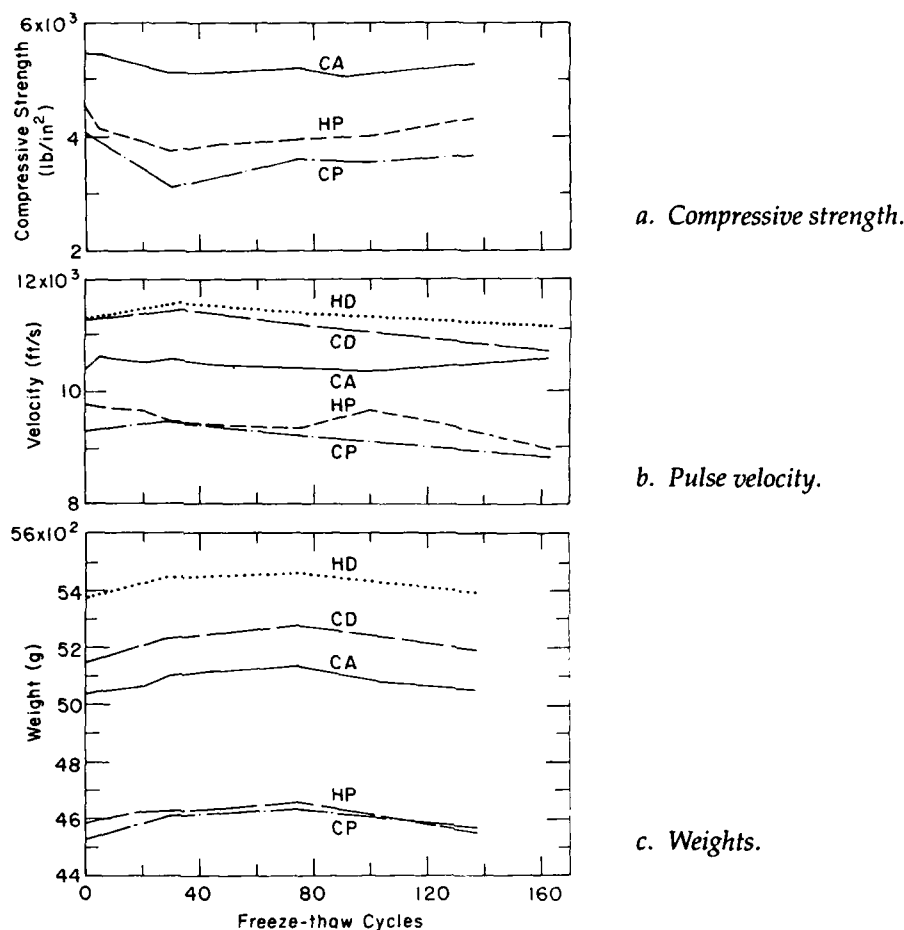 6x10³
4
2
Compressive Strength
(lb/in²)
CA
HP
CP
a. Compressive strength.
12x10³
10
8
Velocity (ft/s)
HD
CD
CA
HP
CP
b. Pulse velocity.
56x10²
54
52
50
48
46
44
Weight (g)
HD
CD
CA
HP
CP
c. Weights.
0 40 80 120 160
Freeze-thaw Cycles